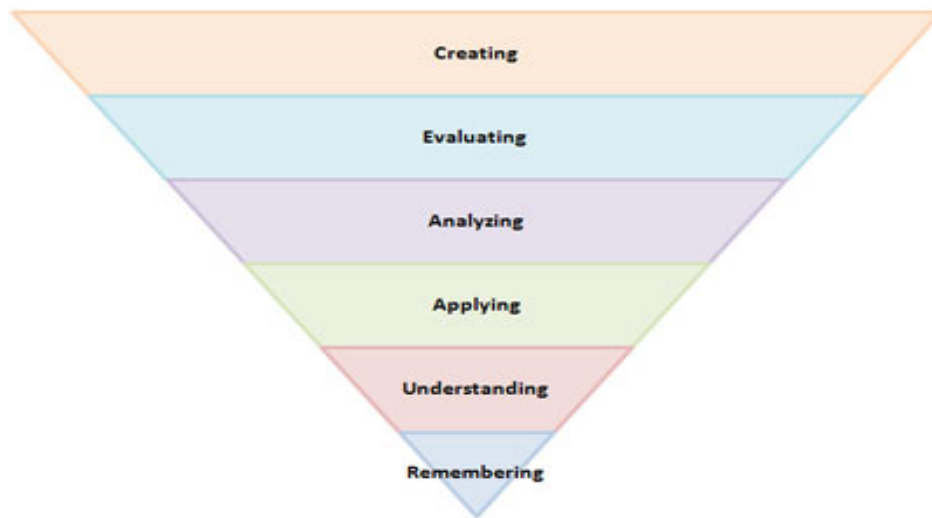 Creating
Evaluating
Analyzing
Applying
Understanding
Remembering